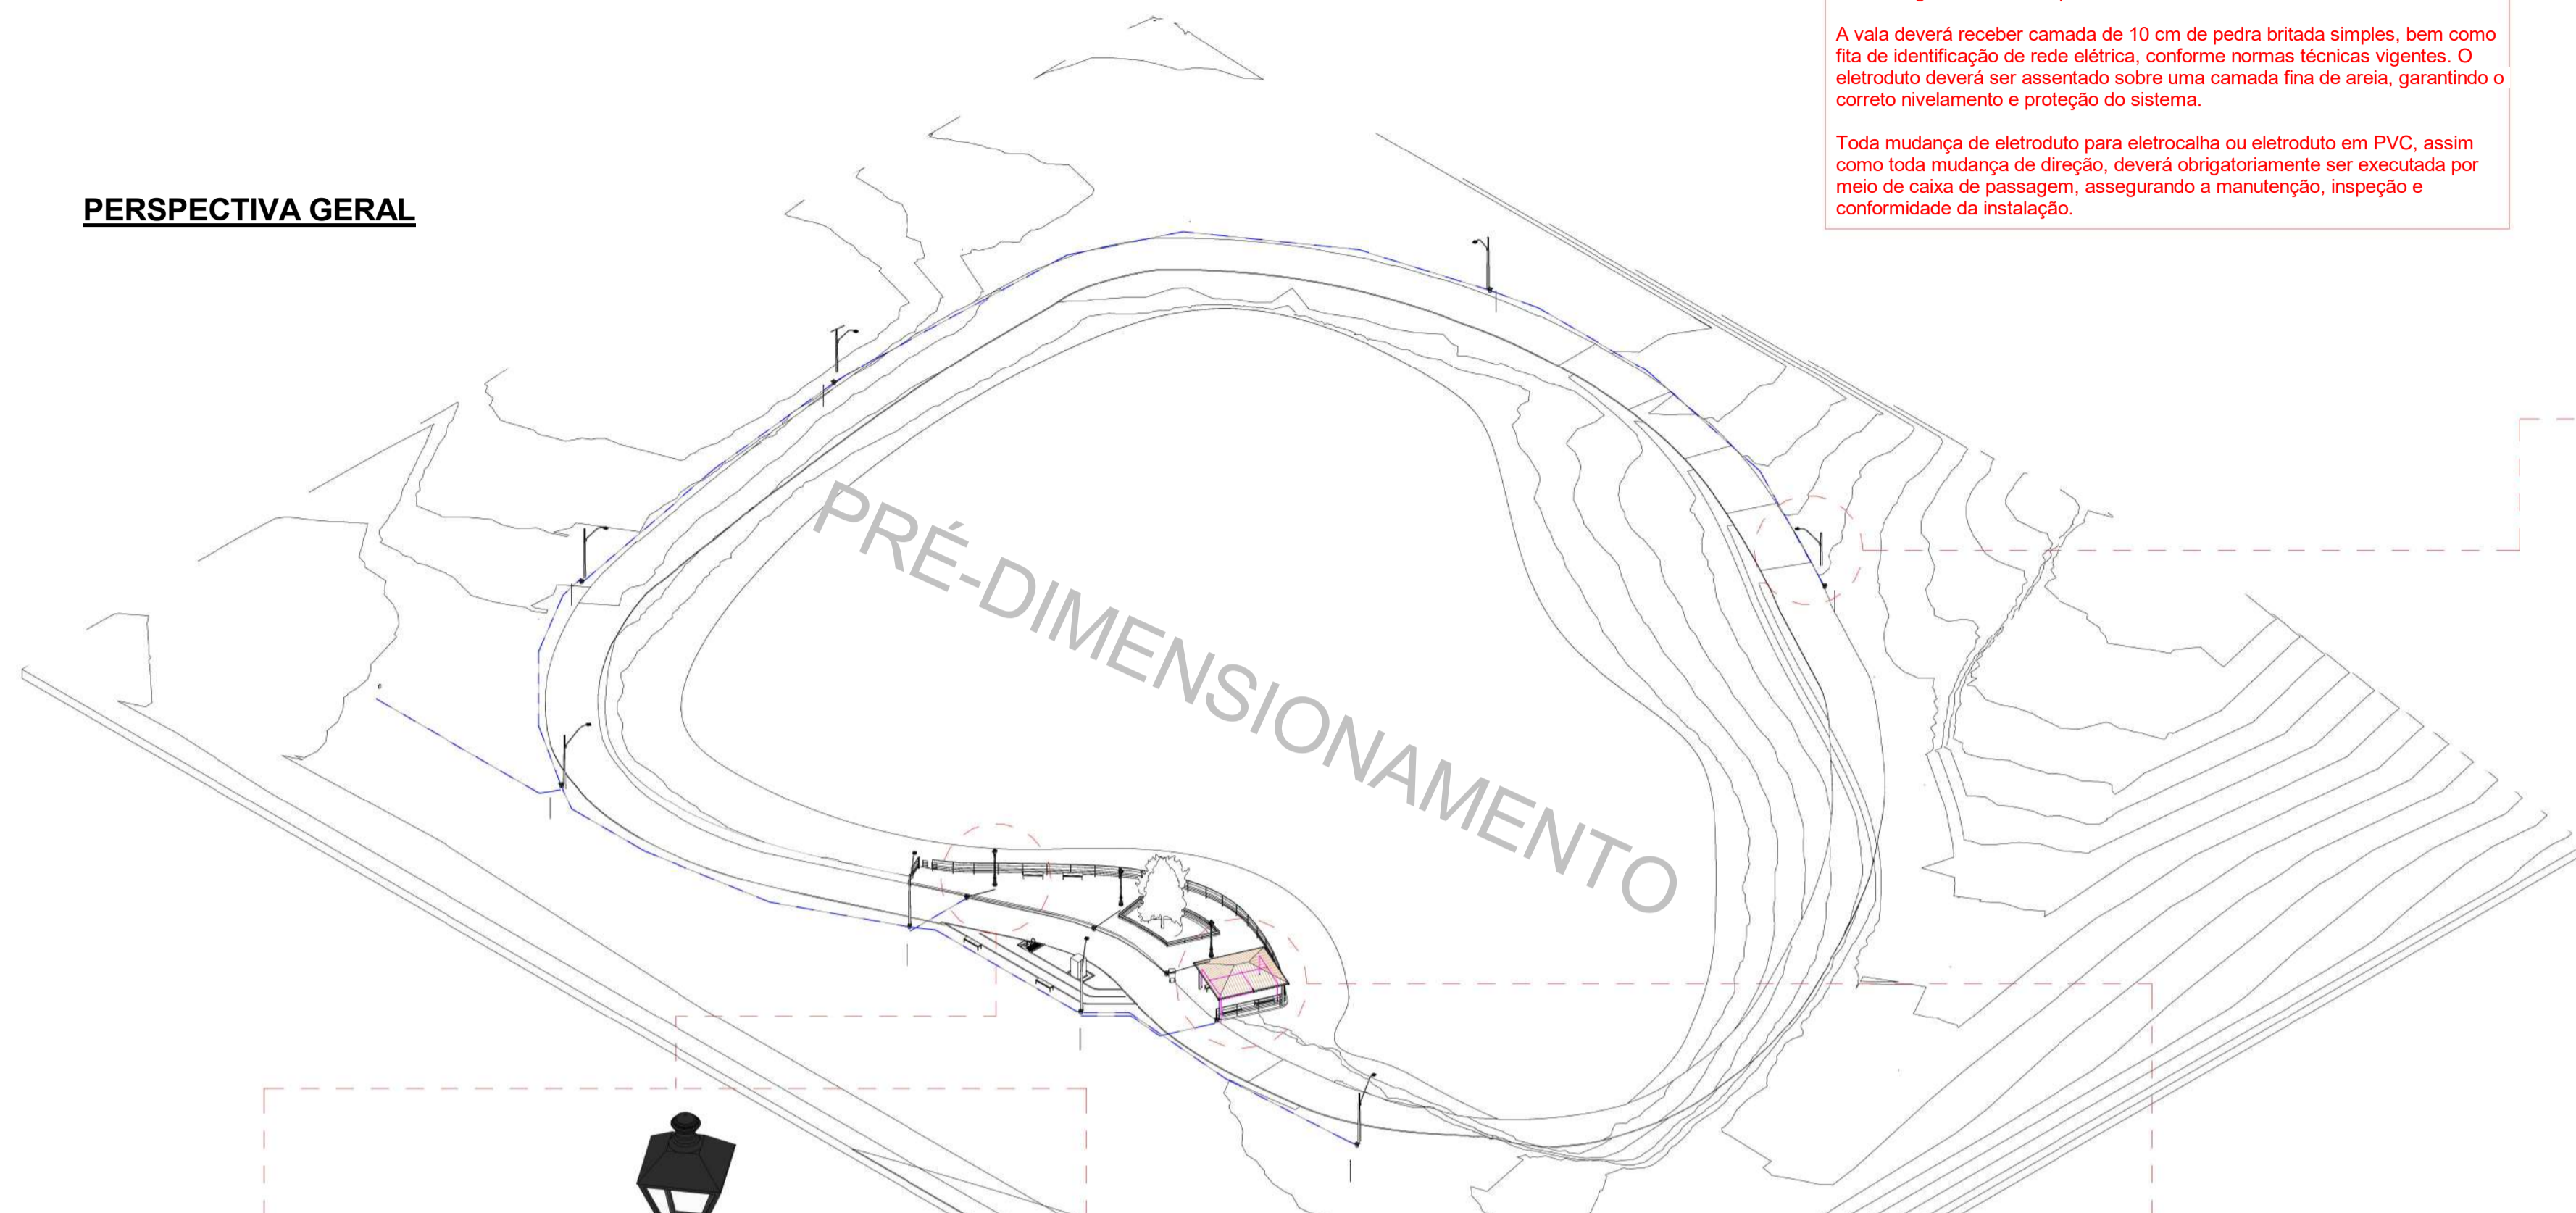 A vala deverá receber camada de 10 cm de pedra britada simples, bem como
fita de identificação de rede elétrica, conforme normas técnicas vigentes. O
eletroduto deverá ser assentado sobre uma camada fina de areia, garantindo o
correto nivelamento e proteção do sistema.
Toda mudança de eletroduto para eletrocalha ou eletroduto em PVC, assim
como toda mudança de direção, deverá obrigatoriamente ser executada por
meio de caixa de passagem, assegurando a manutenção, inspeção e
conformidade da instalação.
PERSPECTIVA GERAL
PRÉ-DIMENSIONAMENTO